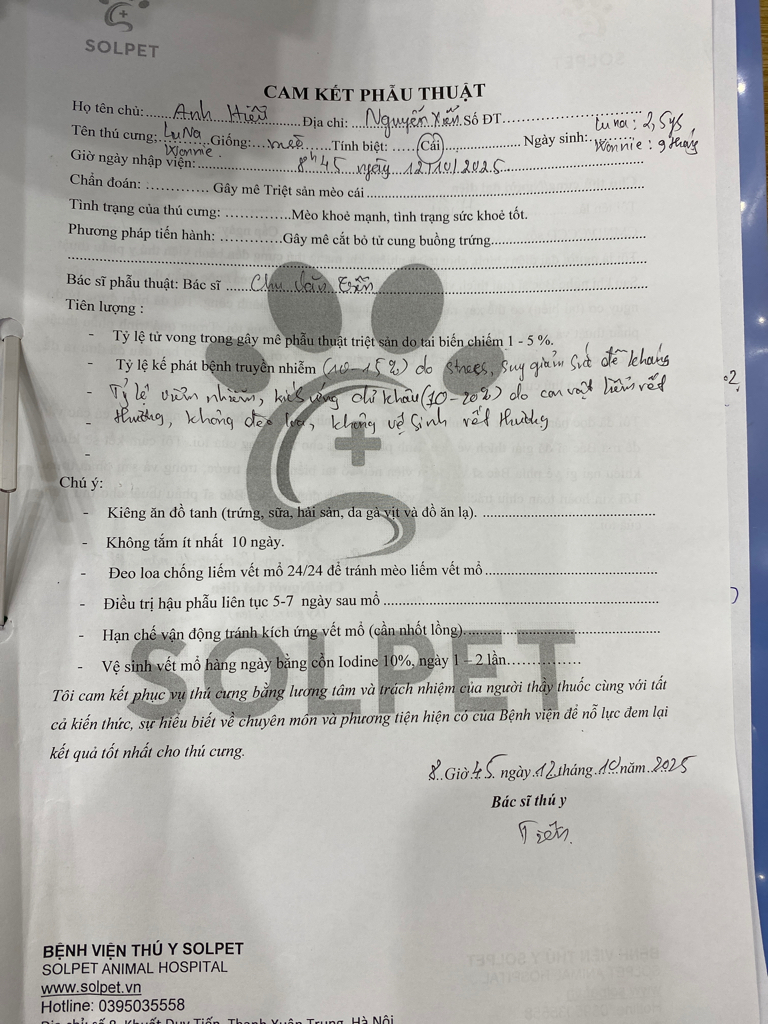 SOLPET
CAM KẾT PHẪU THUẬT
Họ tên chủ: Anh Hiếu Địa chỉ: Nguyễn Xiển Số ĐT
Tên thú cưng: LuNa Giống: mèo Tính biệt: Cái Ngày sinh: Luna: 2,5ys
Wonnie Wonnie: 9 tháng
Giờ ngày nhập viện: 8h45 ngày 12/10/2025
Chẩn đoán: ............ Gây mê Triệt sản mèo cái
Tình trạng của thú cưng: ............Mèo khoẻ mạnh, tình trạng sức khoẻ tốt.
Phương pháp tiến hành: ............Gây mê cắt bỏ tử cung buồng trứng
Bác sĩ phẫu thuật: Bác sĩ Chu Văn
Tiên lượng :
- Tỷ lệ tử vong trong gây mê phẫu thuật triệt sản do tai biến chiếm 1 - 5 %.
- Tỷ lệ kế phát bệnh truyền nhiễm (10-15%) do stress, suy giảm sức đề kháng
- Tỷ lệ viêm nhiễm, kích ứng chỉ khâu (10-20%) do con vật liếm vết
- thương, không đeo loa, không vệ sinh vết thương
-
Chú ý:
- Kiêng ăn đồ tanh (trứng, sữa, hải sản, da gà vịt và đồ ăn lạ).
- Không tắm ít nhất 10 ngày.
- Đeo loa chống liếm vết mổ 24/24 để tránh mèo liếm vết mổ
- Điều trị hậu phẫu liên tục 5-7 ngày sau mổ
- Hạn chế vận động tránh kích ứng vết mổ (cần nhốt lồng).
- Vệ sinh vết mổ hàng ngày bằng cồn Iodine 10%, ngày 1 – 2 lần
SOLPET
Tôi cam kết phục vụ thú cưng bằng lương tâm và trách nhiệm của người thầy thuốc cùng với tất
cả kiến thức, sự hiểu biết về chuyên món và phương tiện hiện có của Bệnh viện để nỗ lực đem lại
kết quả tốt nhất cho thú cưng.
8 Giờ 45 ngày 12 tháng 10 năm 2025
Bác sĩ thú y
BỆNH VIỆN THÚ Y SOLPET
SOLPET ANIMAL HOSPITAL
www.solpet.vn
Hotline: 0395035558
Địa chỉ số 8, Khuất Duy Tiến, Thanh Xuân Trung, Hà Nội